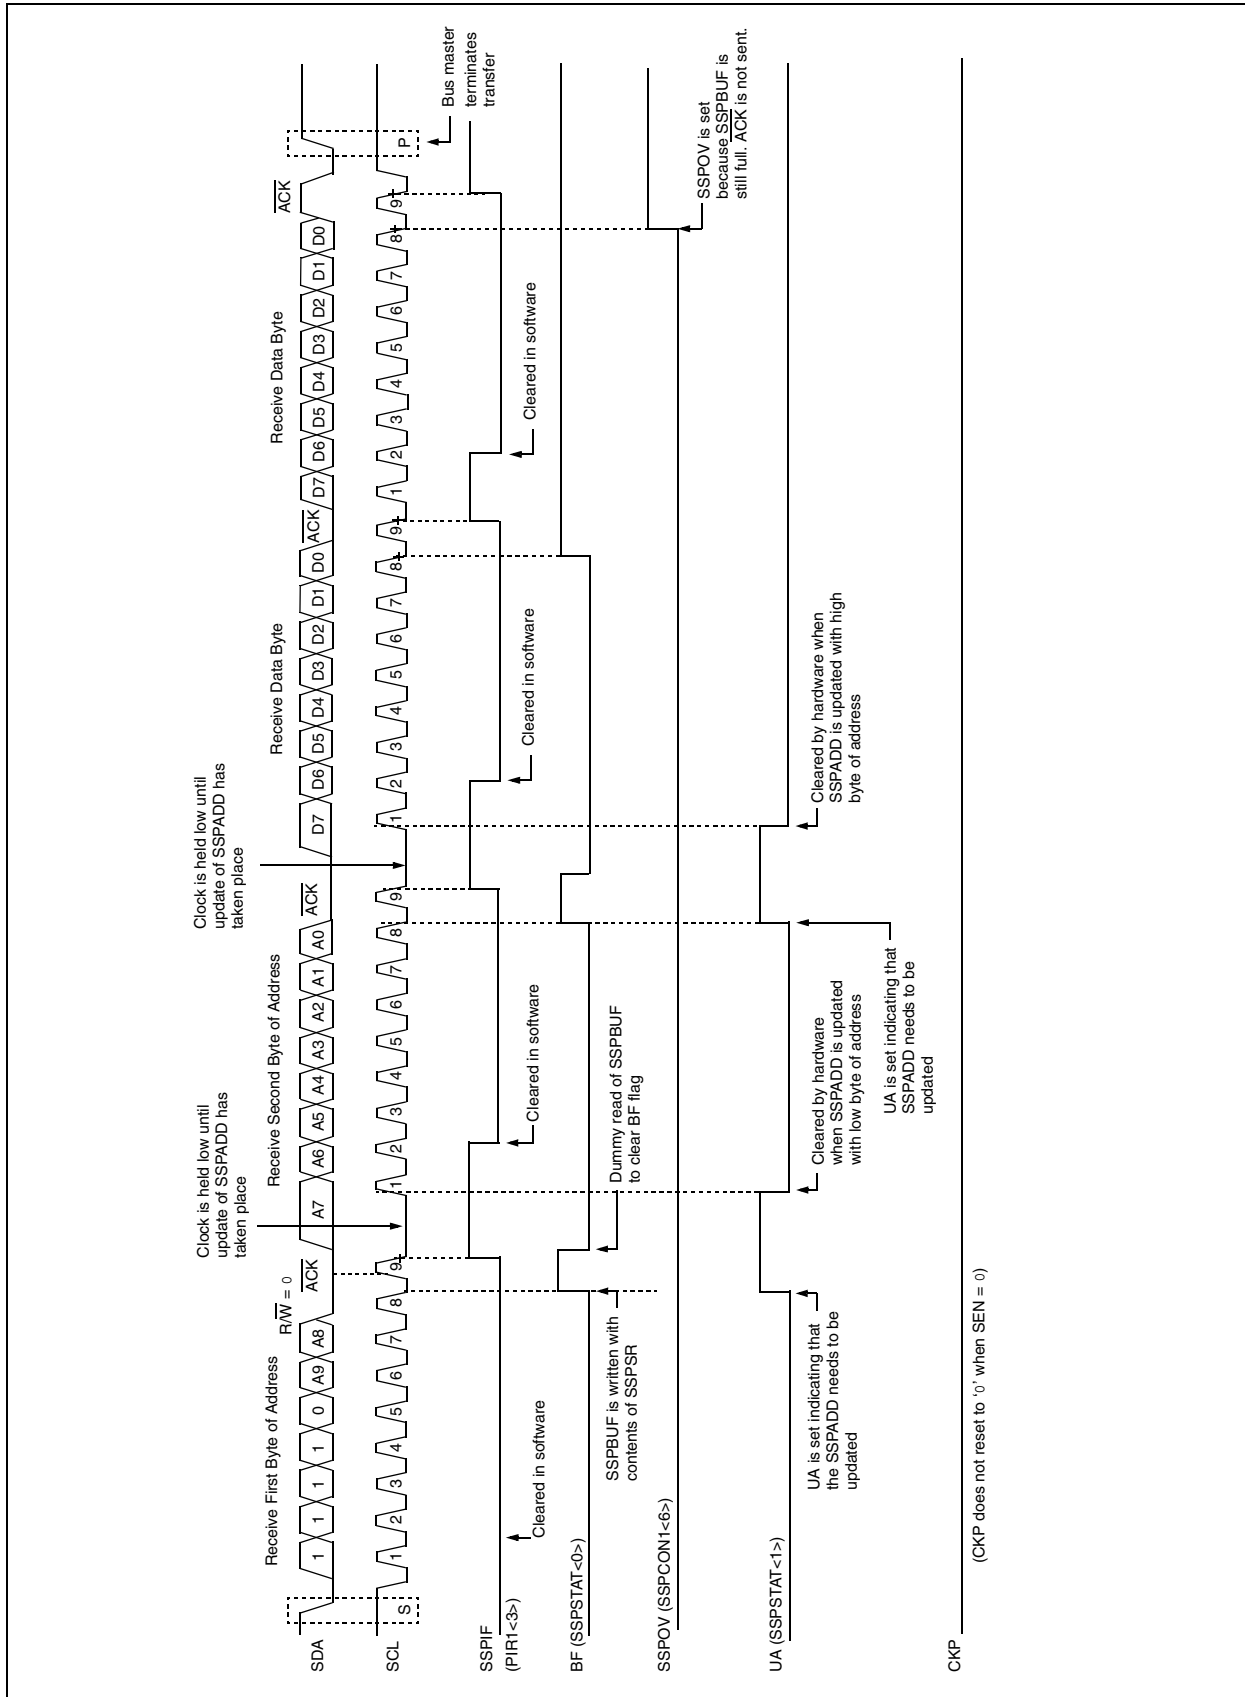 Receive First Byte of Address
R/W = 0
ACK
Clock is held low until
update of SSPADD has
taken place
Receive Second Byte of Address
ACK
Clock is held low until
update of SSPADD has
taken place
Receive Data Byte
ACK
Receive Data Byte
ACK
SDA
1 1 1 1 0 A9 A8
A7 A6 A5 A4 A3 A2 A1 A0
D7 D6 D5 D4 D3 D2 D1 D0
D7 D6 D5 D4 D3 D2 D1 D0
SCL
S
1 2 3 4 5 6 7 8 9
1 2 3 4 5 6 7 8 9
1 2 3 4 5 6 7 8 9
1 2 3 4 5 6 7 8 9
P
Bus master
terminates
transfer
SSPIF
(PIR1<3>)
Cleared in software
Cleared in software
Cleared in software
Cleared in software
BF (SSPSTAT<0>)
SSPBUF is written with
contents of SSPSR
Dummy read of SSPBUF
to clear BF flag
SSPOV (SSPCON1<6>)
SSPOV is set
because SSPBUF is
still full. ACK is not sent.
UA (SSPSTAT<1>)
UA is set indicating that
the SSPADD needs to be
updated
Cleared by hardware
when SSPADD is updated
with low byte of address
UA is set indicating that
SSPADD needs to be
updated
Cleared by hardware when
SSPADD is updated with high
byte of address
CKP
(CKP does not reset to ‘0’ when SEN = 0)